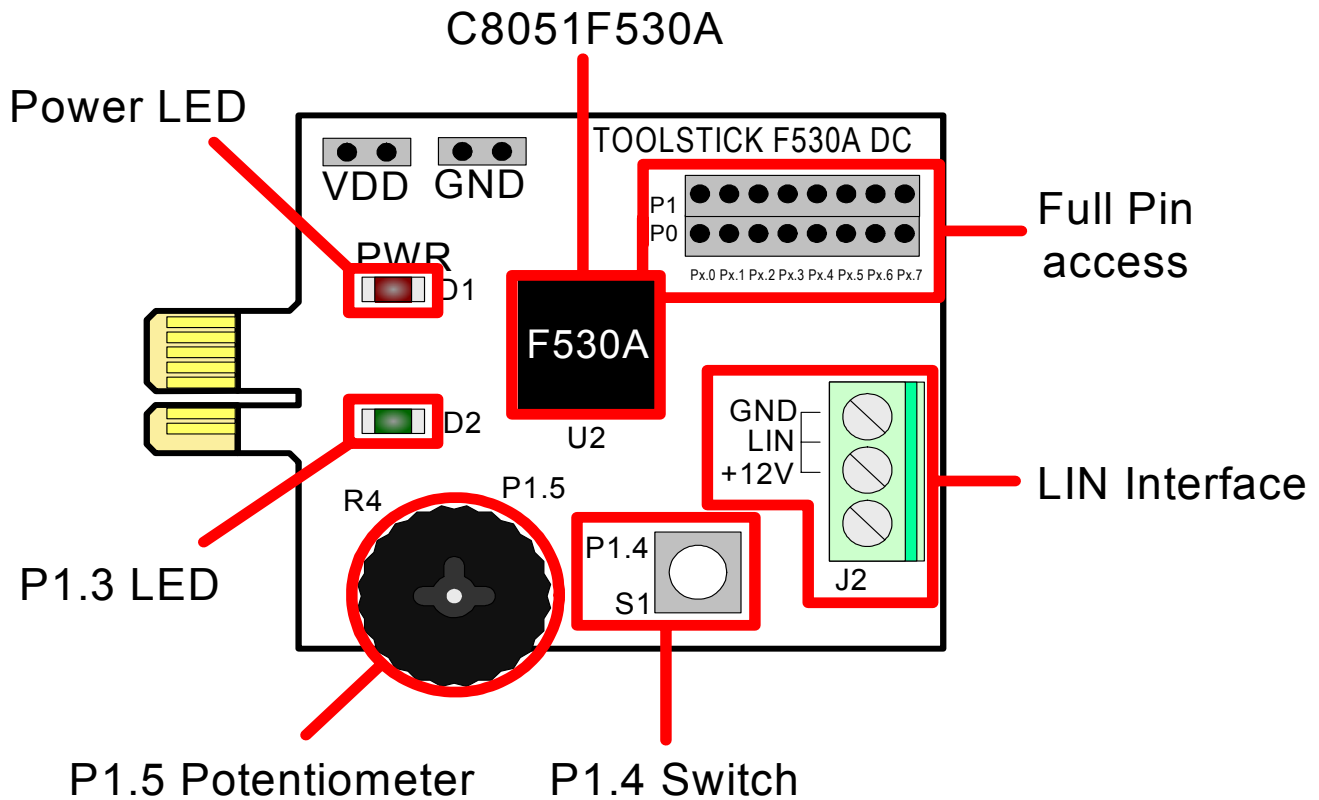 C8051F530A
Power LED
TOOLSTICK F530A DC
VDD GND
P1
P0
Px.0 Px.1 Px.2 Px.3 Px.4 Px.5 Px.6 Px.7
Full Pin
access
PWR
D1
F530A
U2
D2
GND
LIN
+12V
J2
LIN Interface
R4
P1.5
P1.4
S1
P1.3 LED
P1.5 Potentiometer
P1.4 Switch